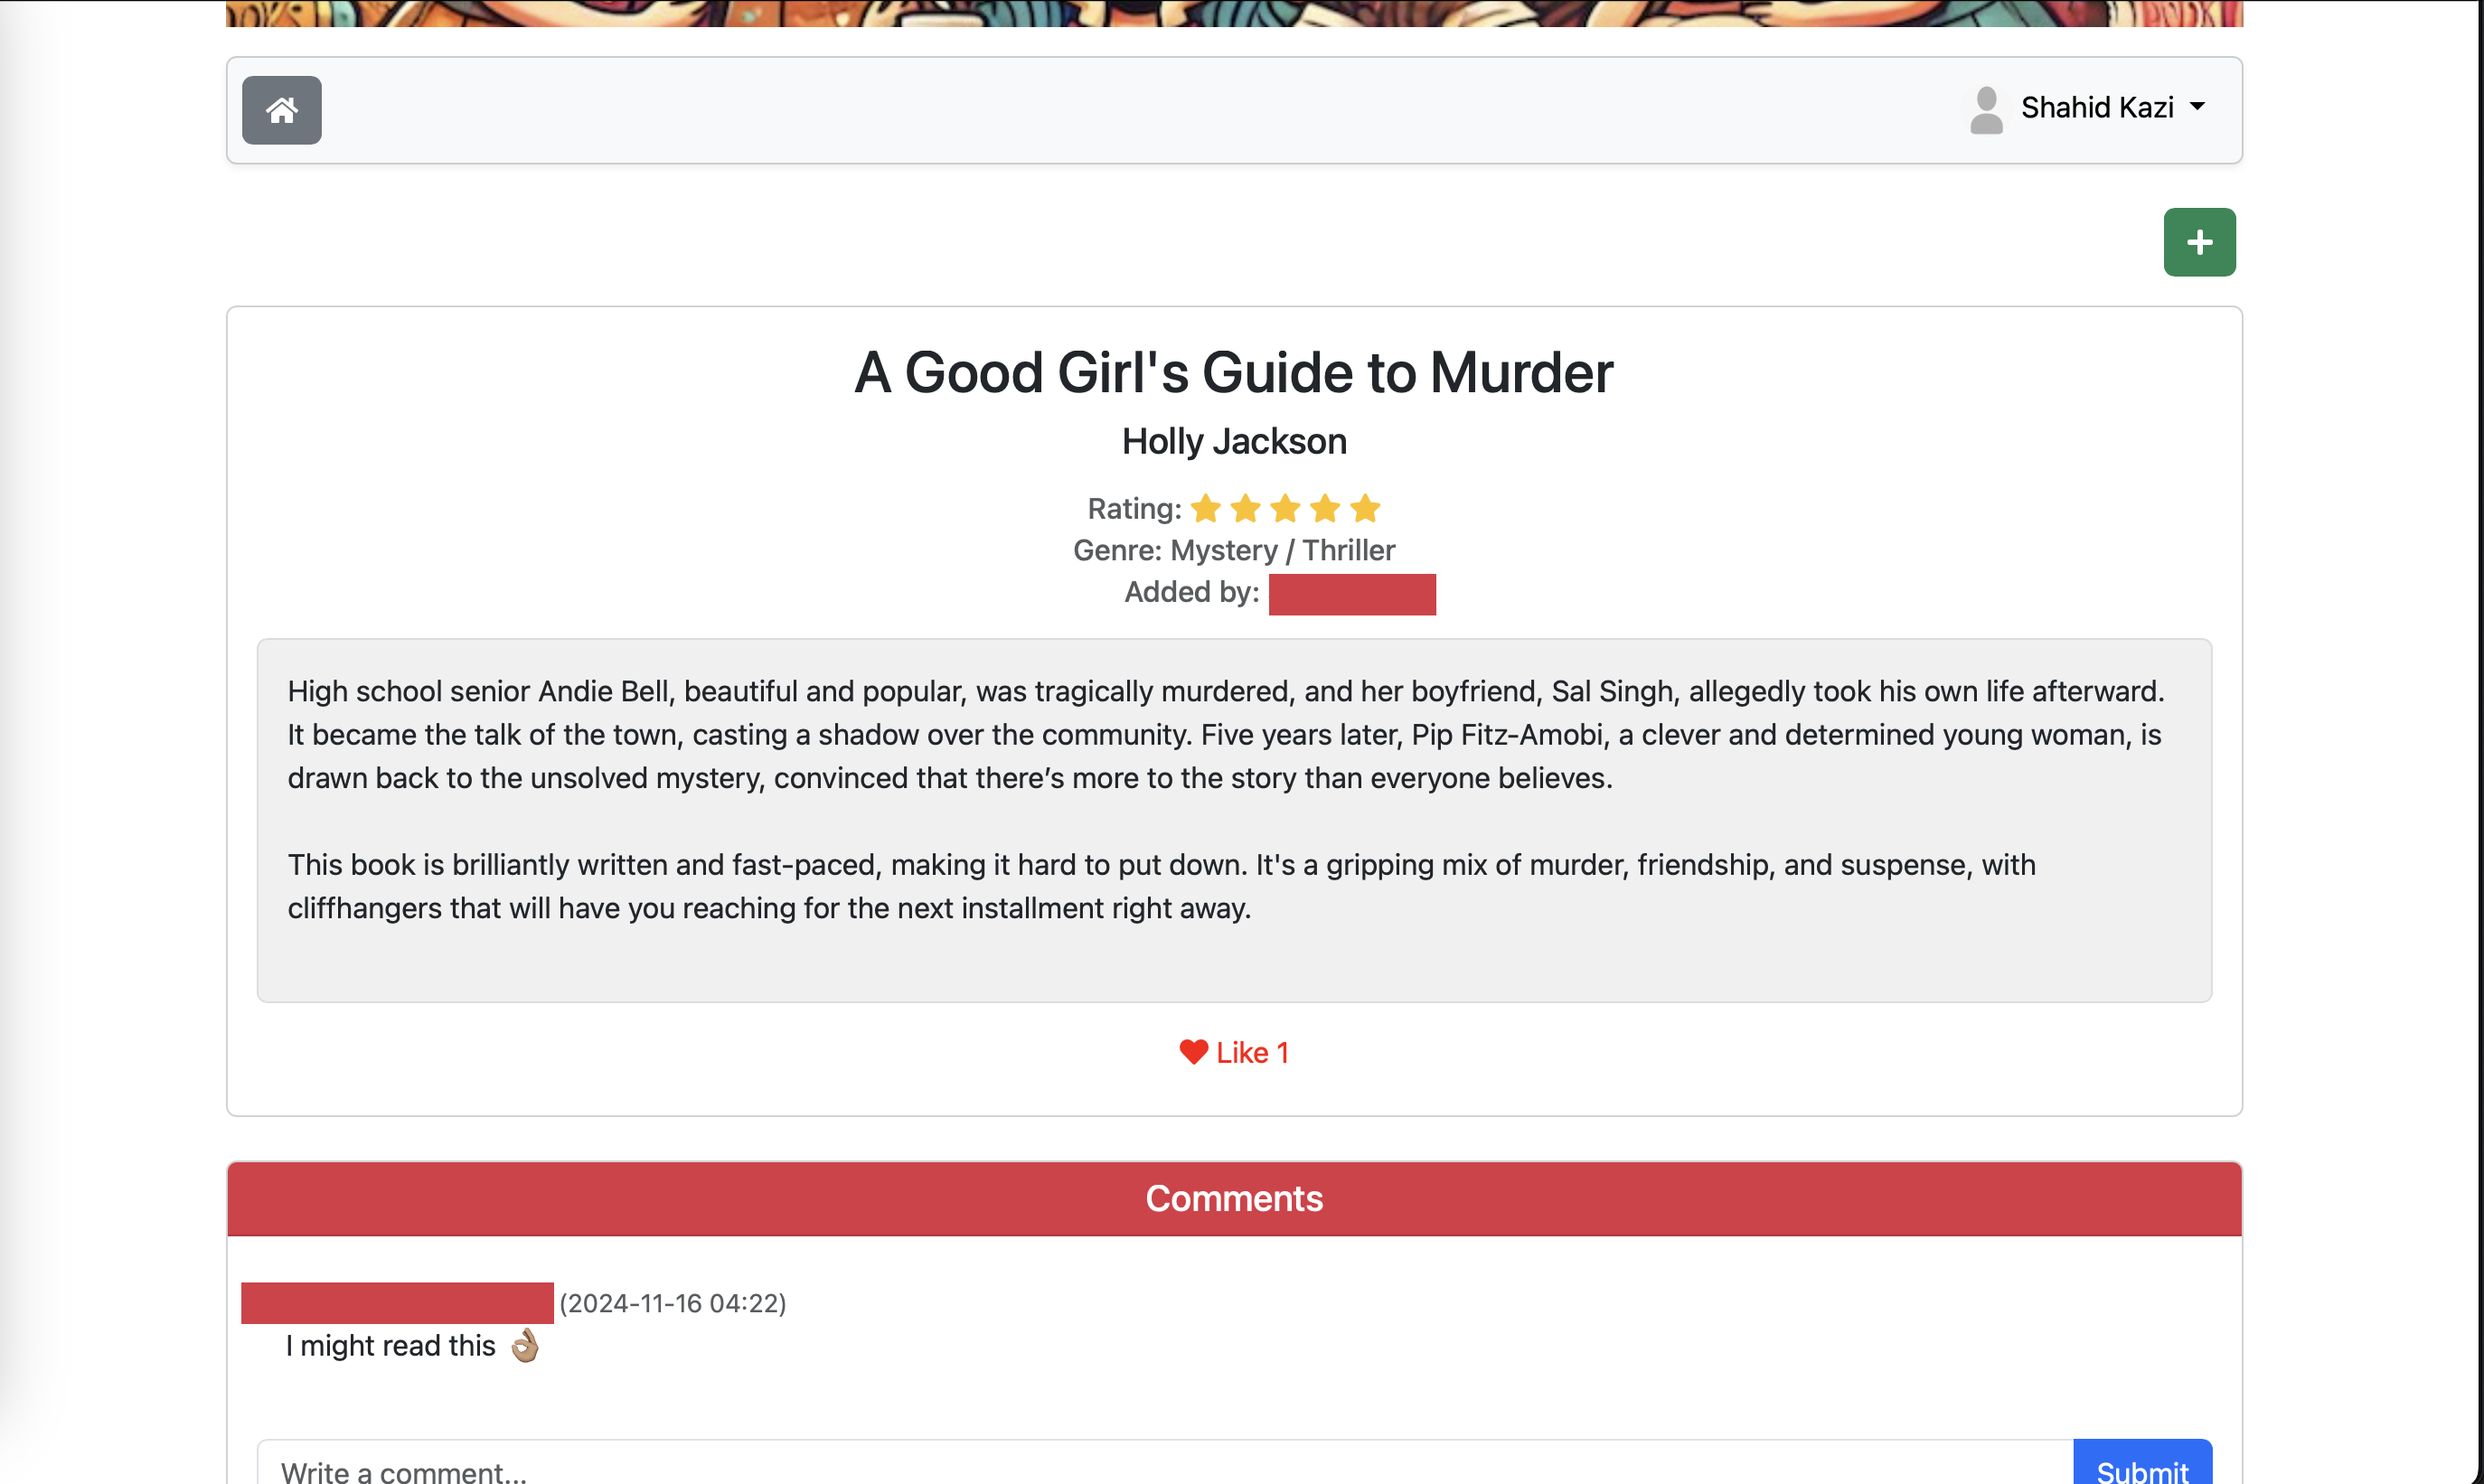 Shahid Kazi
A Good Girl's Guide to Murder
Holly Jackson
Rating:
Genre: Mystery / Thriller
Added by:
High school senior Andie Bell, beautiful and popular, was tragically murdered, and her boyfriend, Sal Singh, allegedly took his own life afterward.
It became the talk of the town, casting a shadow over the community. Five years later, Pip Fitz-Amobi, a clever and determined young woman, is
drawn back to the unsolved mystery, convinced that there’s more to the story than everyone believes.
This book is brilliantly written and fast-paced, making it hard to put down. It's a gripping mix of murder, friendship, and suspense, with
cliffhangers that will have you reaching for the next installment right away.
Like 1
Comments
(2024-11-16 04:22)
I might read this 👌🏽
Write a comment...
Submit